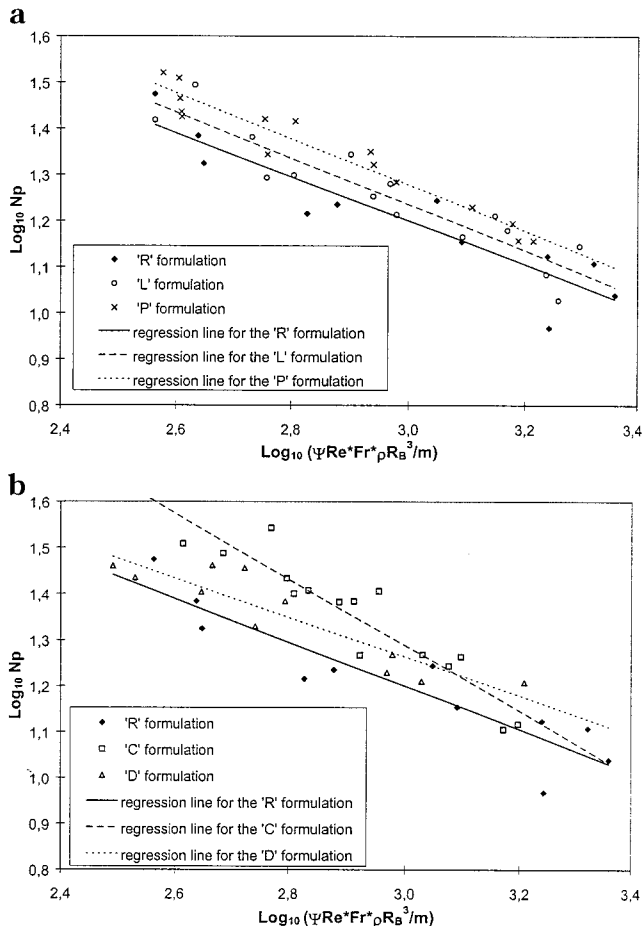 a
1,6
1,5
1,4
1,3
1,2
1,1
1,0
0,9
0,8
Log₁₀ Np
'R' formulation
'L' formulation
'P' formulation
regression line for the 'R' formulation
regression line for the 'L' formulation
regression line for the 'P' formulation
2,4 2,6 2,8 3,0 3,2 3,4
Log₁₀ (ΨRe*Fr*ρR_B³/m)
b
1,6
1,5
1,4
1,3
1,2
1,1
1,0
0,9
0,8
Log₁₀ Np
'R' formulation
'C' formulation
'D' formulation
regression line for the 'R' formulation
regression line for the 'C' formulation
regression line for the 'D' formulation
2,4 2,6 2,8 3,0 3,2 3,4
Log₁₀ (ΨRe*Fr*ρR_B³/m)